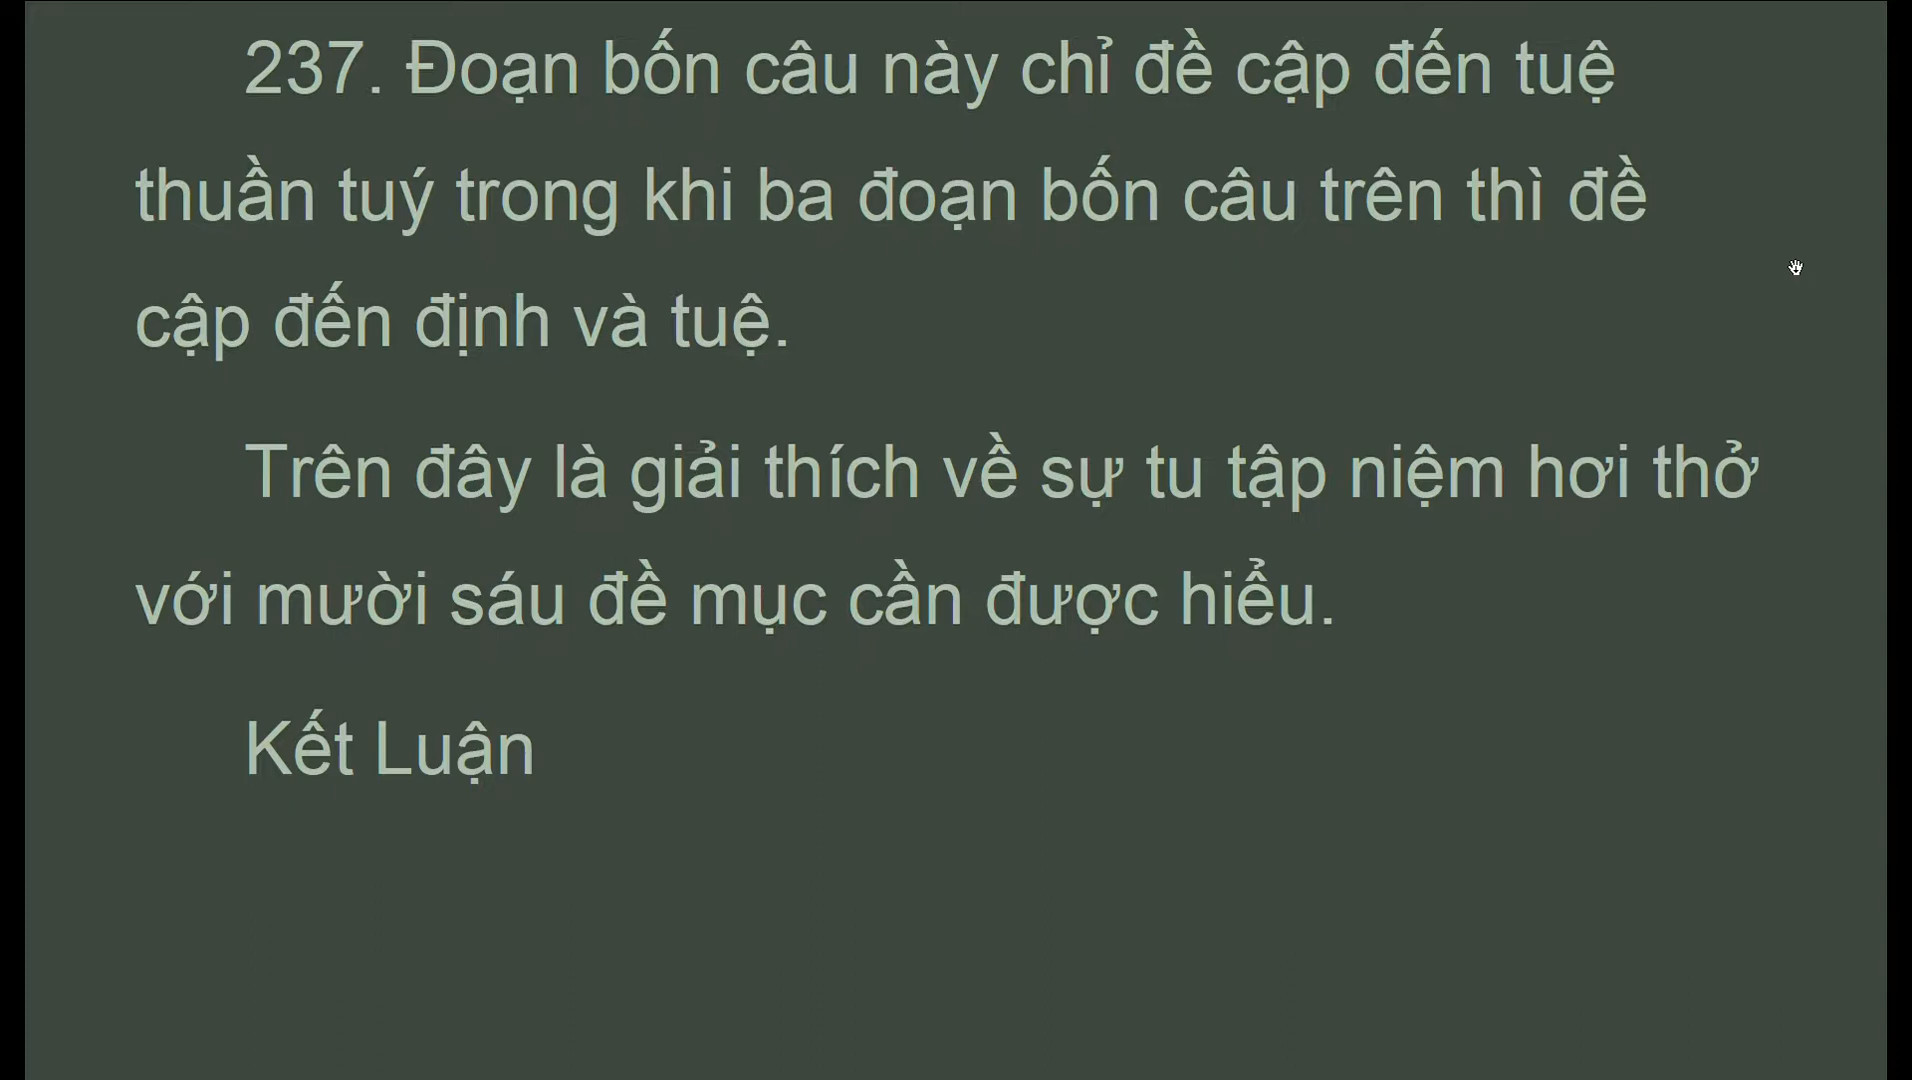 237. Đoạn bốn câu này chỉ đề cập đến tuệ
thuần tuý trong khi ba đoạn bốn câu trên thì đề
cập đến định và tuệ.
Trên đây là giải thích về sự tu tập niệm hơi thở
với mười sáu đề mục cần được hiểu.
Kết Luận